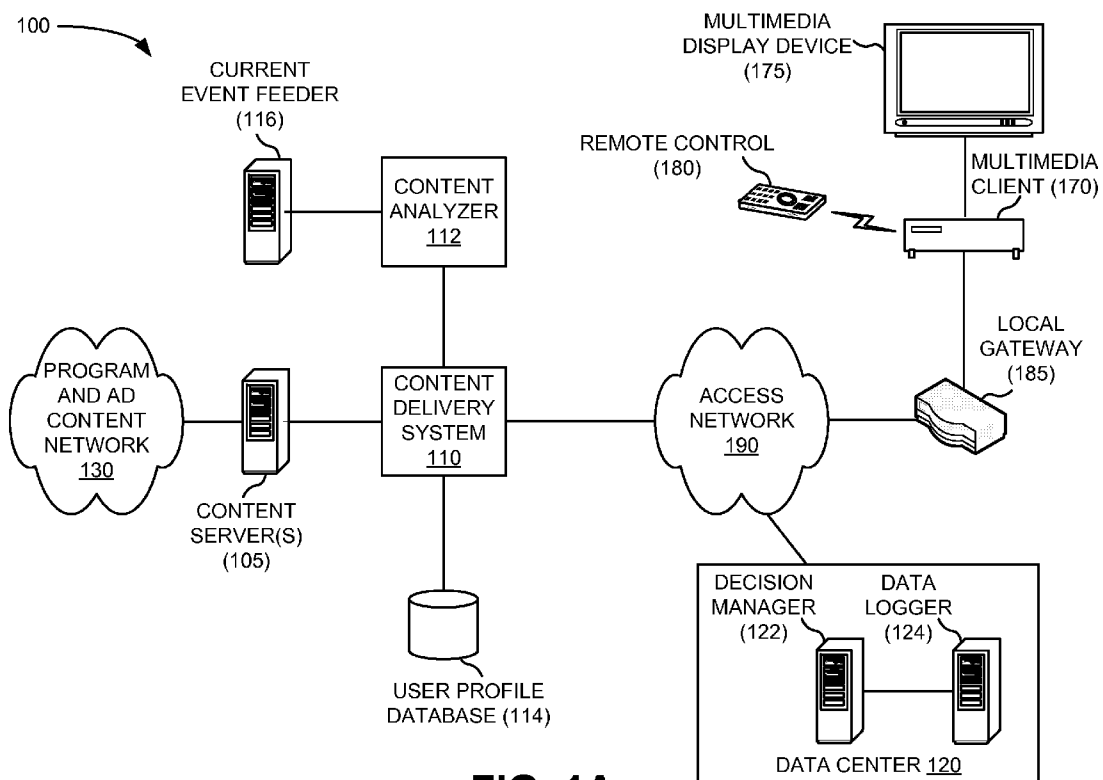 100
CURRENT
EVENT FEEDER
(116)
CONTENT
ANALYZER
112
MULTIMEDIA
DISPLAY DEVICE
(175)
REMOTE CONTROL
(180)
MULTIMEDIA
CLIENT (170)
PROGRAM
AND AD
CONTENT
NETWORK
130
CONTENT
SERVER(S)
(105)
CONTENT
DELIVERY
SYSTEM
110
ACCESS
NETWORK
190
LOCAL
GATEWAY
(185)
USER PROFILE
DATABASE (114)
DECISION
MANAGER
(122)
DATA
LOGGER
(124)
DATA CENTER 120
FIG. 1A